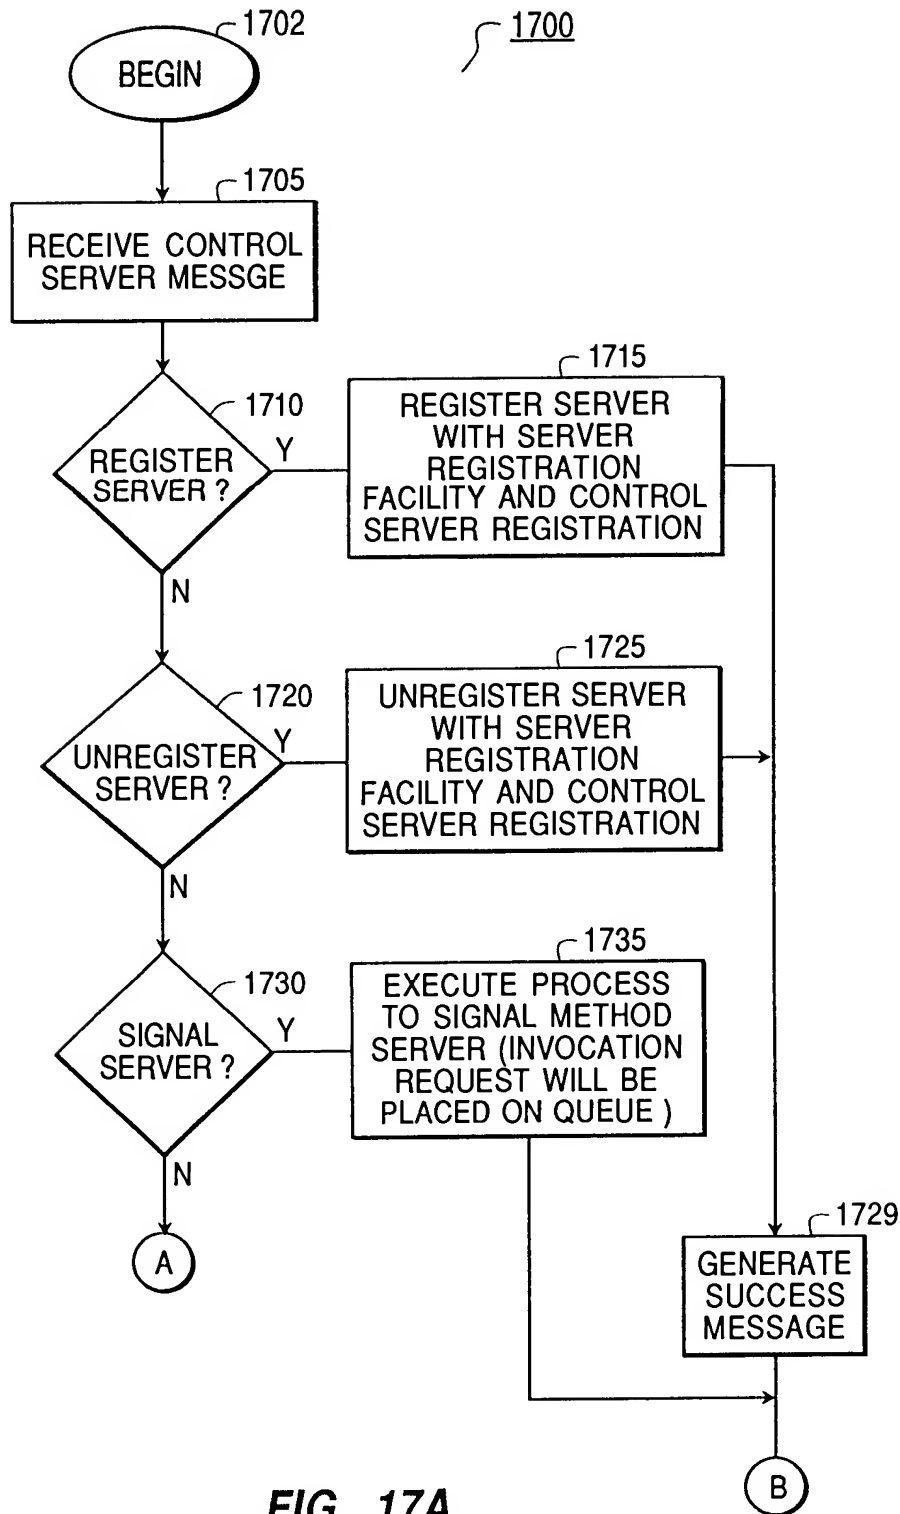 1702
1700
BEGIN
1705
RECEIVE CONTROL
SERVER MESSGE
1710
REGISTER
SERVER ?
Y
N
1715
REGISTER SERVER
WITH SERVER
REGISTRATION
FACILITY AND CONTROL
SERVER REGISTRATION
1720
UNREGISTER
SERVER ?
Y
N
1725
UNREGISTER SERVER
WITH SERVER
REGISTRATION
FACILITY AND CONTROL
SERVER REGISTRATION
1730
SIGNAL
SERVER ?
Y
N
1735
EXECUTE PROCESS
TO SIGNAL METHOD
SERVER (INVOCATION
REQUEST WILL BE
PLACED ON QUEUE )
A
1729
GENERATE
SUCCESS
MESSAGE
B
FIG. 17A